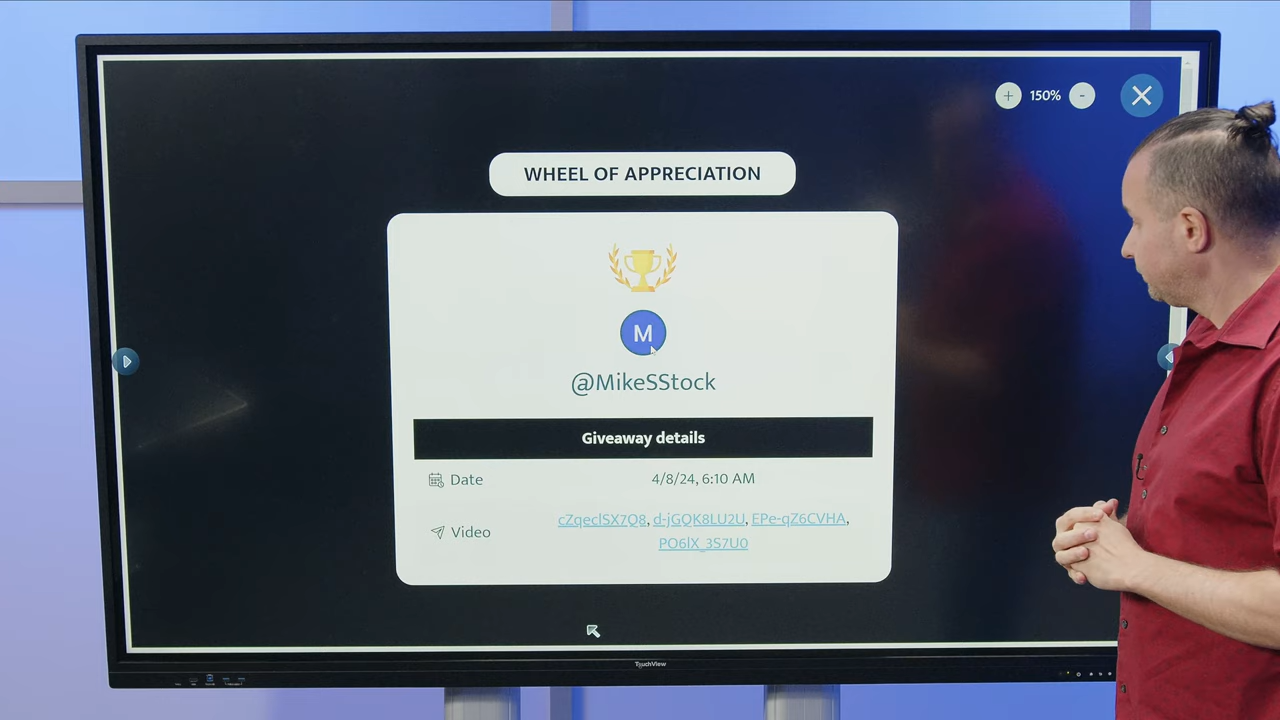 + 150% -
WHEEL OF APPRECIATION
M
@MikeSStock
Giveaway details
Date 4/8/24, 6:10 AM
Video cZqeclSX7Q8, d-jGQK8LU2U, EPe-qZ6CVHA,
PO6lX_3S7U0
TouchView